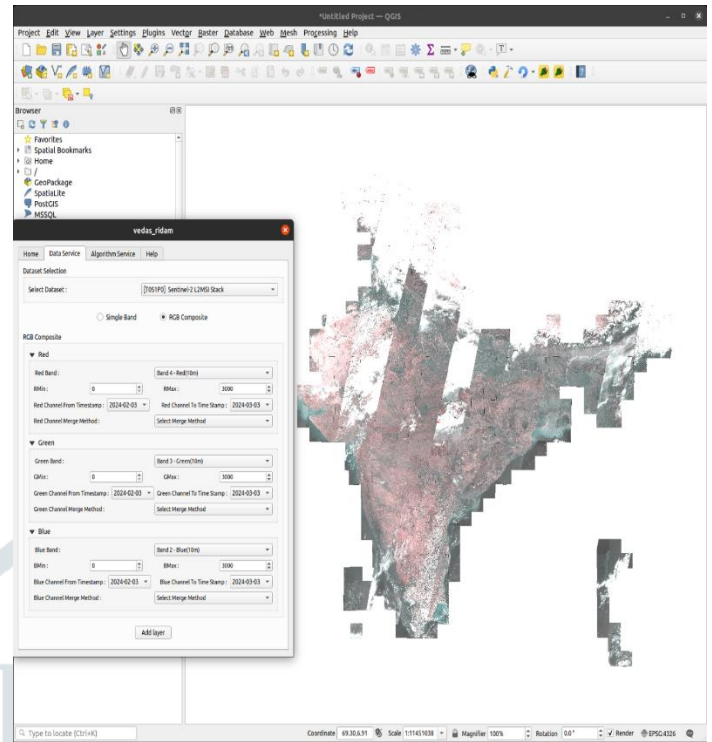 *Untitled Project — QGIS
Project Edit View Layer Settings Plugins Vector Raster Database Web Mesh Processing Help
Browser
Favorites
Spatial Bookmarks
Home
/
GeoPackage
SpatiaLite
PostGIS
MSSQL
vedas_ridam
Home Data Service Algorithm Service Help
Dataset Selection
Select Dataset : [T0S1P0] Sentinel-2 L2MSI Stack
Single Band RGB Composite
RGB Composite
Red
Red Band : Band 4 - Red(10m)
RMin : 0 RMax : 3000
Red Channel From Timestamp : 2024-02-03 Red Channel To Time Stamp : 2024-03-03
Red Channel Merge Method : Select Merge Method
Green
Green Band : Band 3 - Green(10m)
GMin : 0 GMax : 3000
Green Channel From Timestamp : 2024-02-03 Green Channel To Time Stamp : 2024-03-03
Green Channel Merge Method : Select Merge Method
Blue
Blue Band : Band 2 - Blue(10m)
BMin : 0 BMax : 3000
Blue Channel From Timestamp : 2024-02-03 Blue Channel To Time Stamp : 2024-03-03
Blue Channel Merge Method : Select Merge Method
Add layer
Type to locate (Ctrl+K) Coordinate 69.30,6.91 Scale 1:11451038 Magnifier 100% Rotation 0.0° Render EPSG:4326